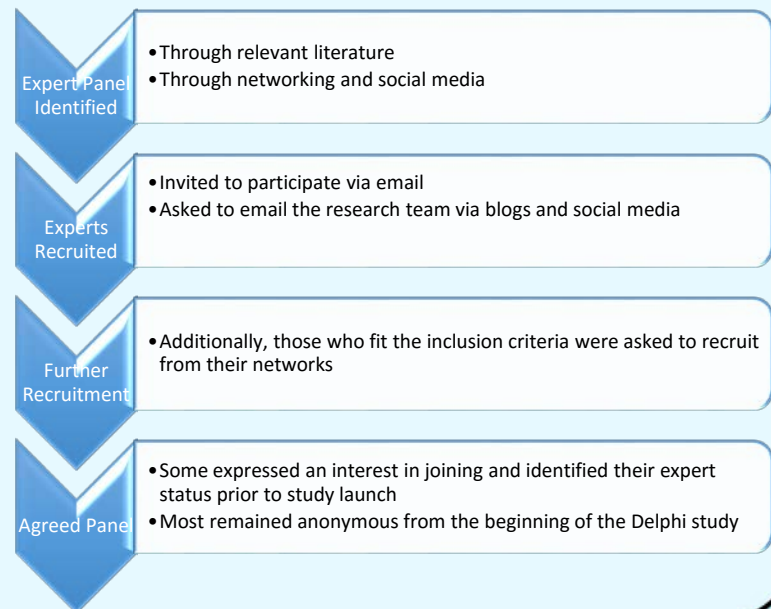 Expert Panel
Identified
•Through relevant literature
•Through networking and social media
Experts
Recruited
•Invited to participate via email
•Asked to email the research team via blogs and social media
Further
Recruitment
•Additionally, those who fit the inclusion criteria were asked to recruit
from their networks
Agreed Panel
•Some expressed an interest in joining and identified their expert
status prior to study launch
•Most remained anonymous from the beginning of the Delphi study